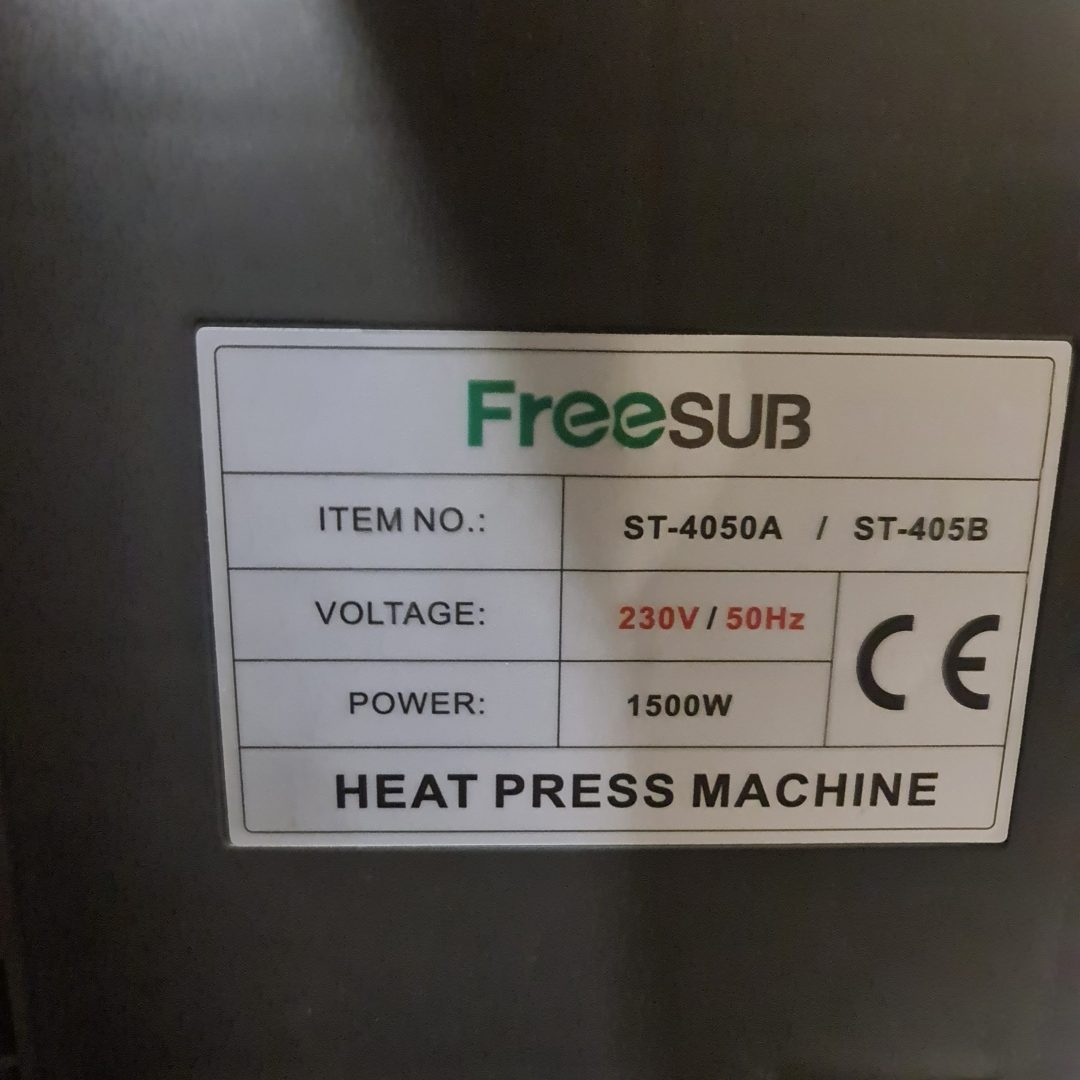 FreeSUB
ITEM NO.: ST-4050A / ST-405B
VOLTAGE: 230V / 50Hz
POWER: 1500W
CE
HEAT PRESS MACHINE